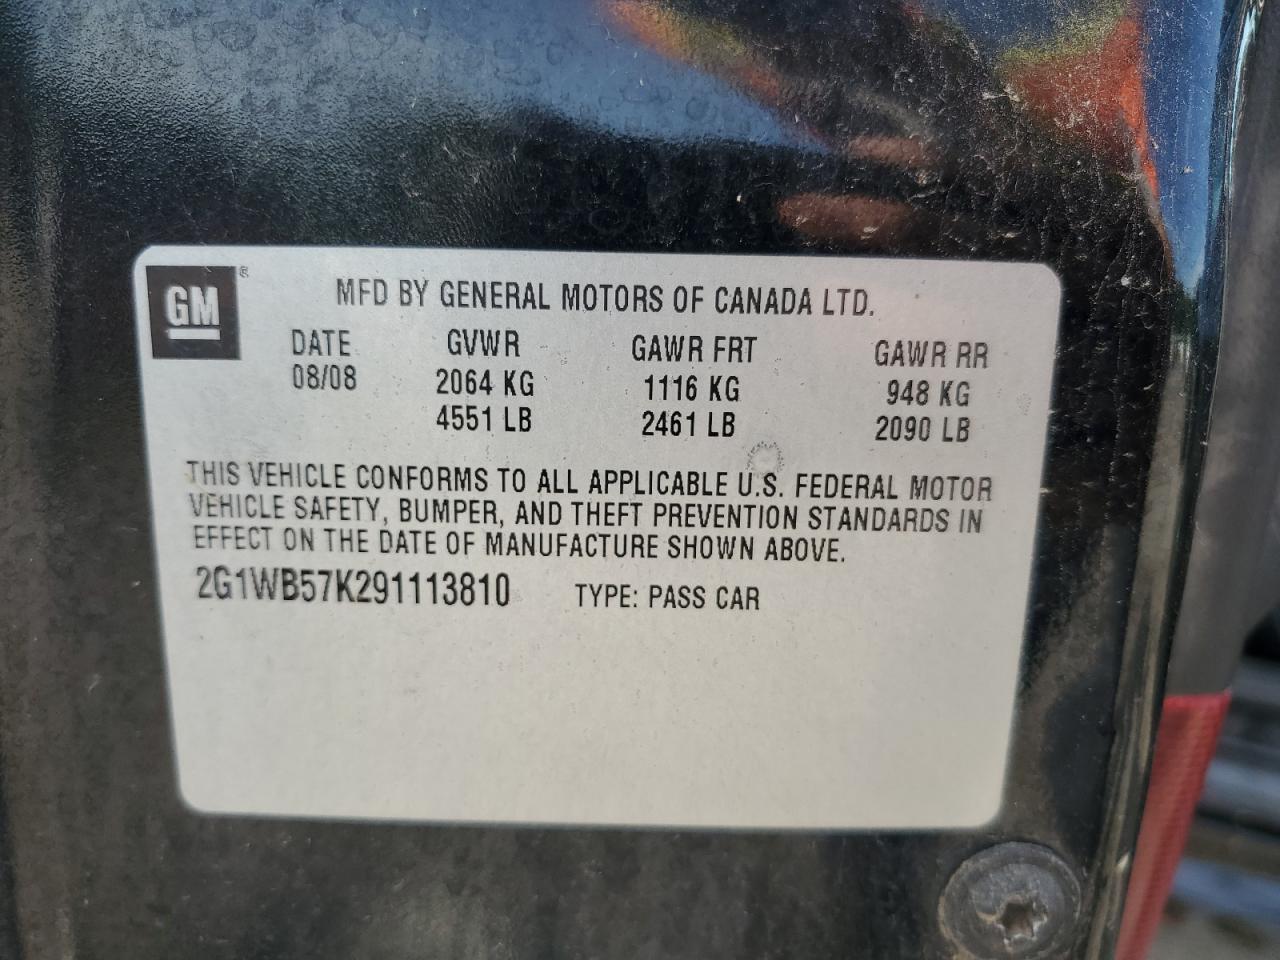 GM ®
MFD BY GENERAL MOTORS OF CANADA LTD.
DATE GVWR GAWR FRT GAWR RR
08/08 2064 KG 1116 KG 948 KG
4551 LB 2461 LB 2090 LB
THIS VEHICLE CONFORMS TO ALL APPLICABLE U.S. FEDERAL MOTOR
VEHICLE SAFETY, BUMPER, AND THEFT PREVENTION STANDARDS IN
EFFECT ON THE DATE OF MANUFACTURE SHOWN ABOVE.
2G1WB57K291113810 TYPE: PASS CAR